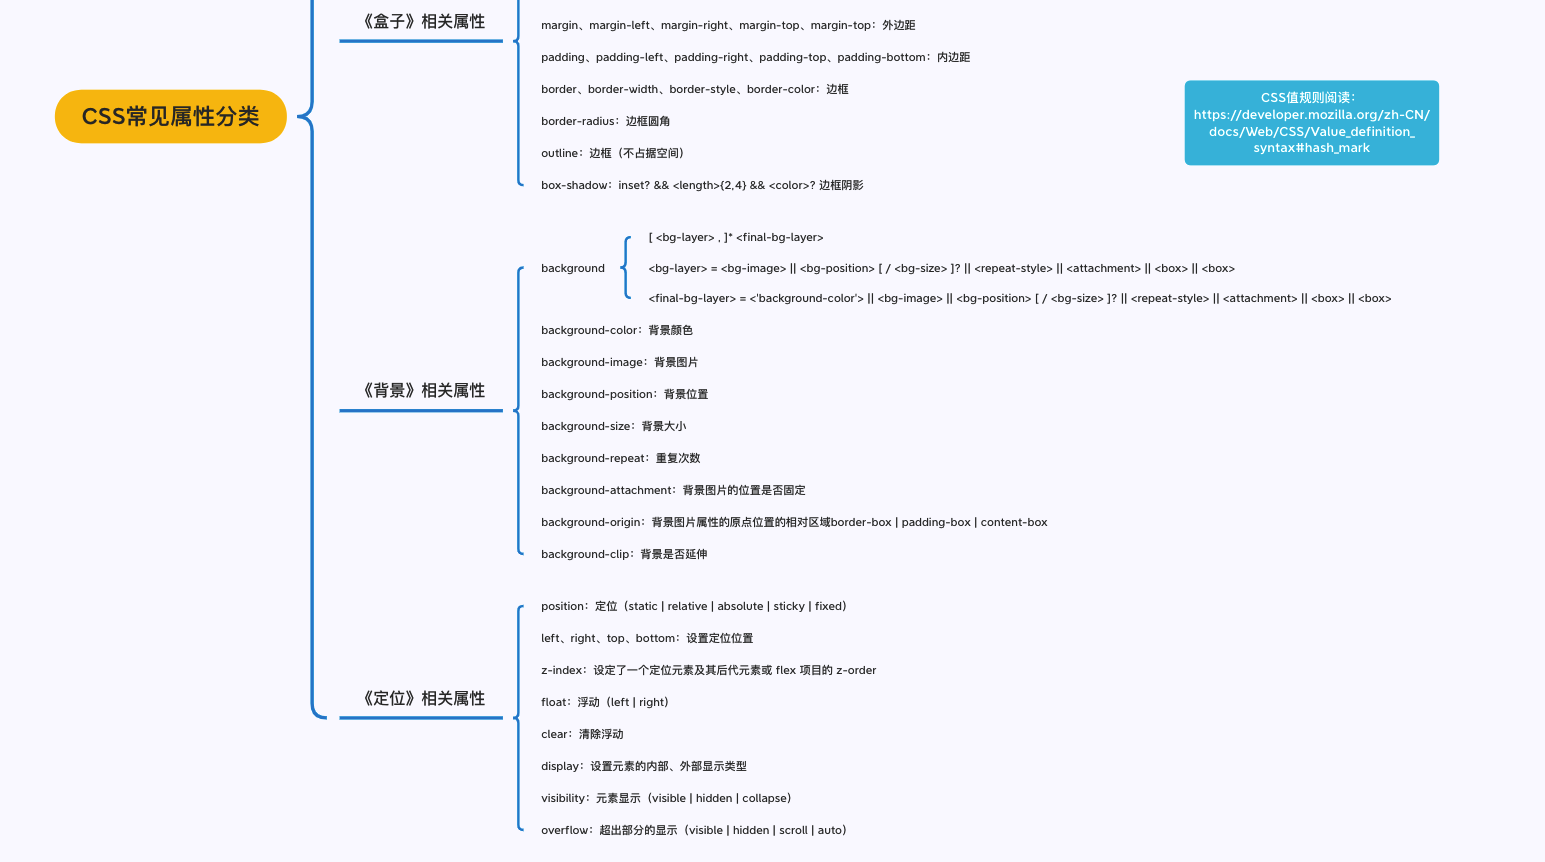 CSS常见属性分类
《盒子》相关属性
margin、margin-left、margin-right、margin-top、margin-top：外边距
padding、padding-left、padding-right、padding-top、padding-bottom：内边距
border、border-width、border-style、border-color：边框
border-radius：边框圆角
outline：边框（不占据空间）
box-shadow：inset? && <length>{2,4} && <color>? 边框阴影
CSS值规则阅读：
https://developer.mozilla.org/zh-CN/
docs/Web/CSS/Value_definition_
syntax#hash_mark
《背景》相关属性
background
[ <bg-layer> , ]* <final-bg-layer>
<bg-layer> = <bg-image> || <bg-position> [ / <bg-size> ]? || <repeat-style> || <attachment> || <box> || <box>
<final-bg-layer> = <'background-color'> || <bg-image> || <bg-position> [ / <bg-size> ]? || <repeat-style> || <attachment> || <box> || <box>
background-color：背景颜色
background-image：背景图片
background-position：背景位置
background-size：背景大小
background-repeat：重复次数
background-attachment：背景图片的位置是否固定
background-origin：背景图片属性的原点位置的相对区域border-box | padding-box | content-box
background-clip：背景是否延伸
《定位》相关属性
position：定位（static | relative | absolute | sticky | fixed）
left、right、top、bottom：设置定位位置
z-index：设定了一个定位元素及其后代元素或 flex 项目的 z-order
float：浮动（left | right）
clear：清除浮动
display：设置元素的内部、外部显示类型
visibility：元素显示（visible | hidden | collapse）
overflow：超出部分的显示（visible | hidden | scroll | auto）